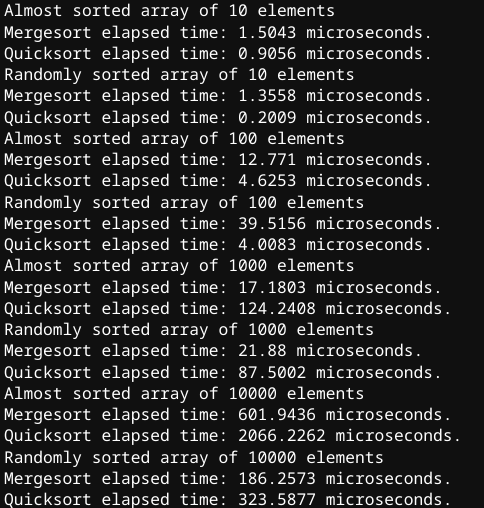 Almost sorted array of 10 elements
Mergesort elapsed time: 1.5043 microseconds.
Quicksort elapsed time: 0.9056 microseconds.
Randomly sorted array of 10 elements
Mergesort elapsed time: 1.3558 microseconds.
Quicksort elapsed time: 0.2009 microseconds.
Almost sorted array of 100 elements
Mergesort elapsed time: 12.771 microseconds.
Quicksort elapsed time: 4.6253 microseconds.
Randomly sorted array of 100 elements
Mergesort elapsed time: 39.5156 microseconds.
Quicksort elapsed time: 4.0083 microseconds.
Almost sorted array of 1000 elements
Mergesort elapsed time: 17.1803 microseconds.
Quicksort elapsed time: 124.2408 microseconds.
Randomly sorted array of 1000 elements
Mergesort elapsed time: 21.88 microseconds.
Quicksort elapsed time: 87.5002 microseconds.
Almost sorted array of 10000 elements
Mergesort elapsed time: 601.9436 microseconds.
Quicksort elapsed time: 2066.2262 microseconds.
Randomly sorted array of 10000 elements
Mergesort elapsed time: 186.2573 microseconds.
Quicksort elapsed time: 323.5877 microseconds.